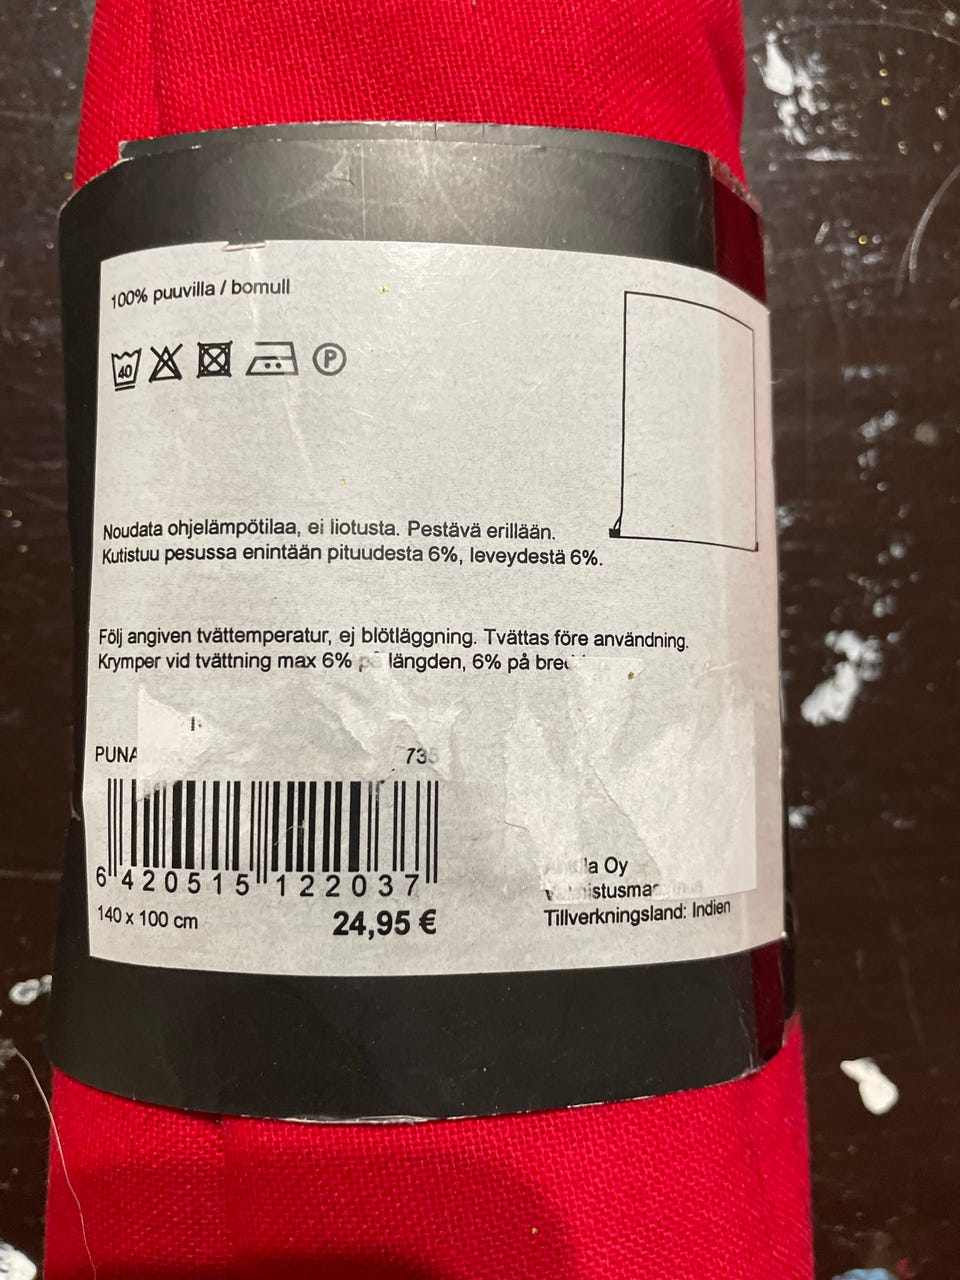 100% puuvilla / bomull
40 P
Noudata ohjelämpötilaa, ei liotusta. Pestävä erillään.
Kutistuu pesussa enintään pituudesta 6%, leveydestä 6%.
Följ angiven tvättemperatur, ej blötläggning. Tvättas före användning.
Krymper vid tvättning max 6% på längden, 6% på
735
6 420515 122037
140 x 100 cm
24,95 €
Oy
Tillverkningsland: Indien